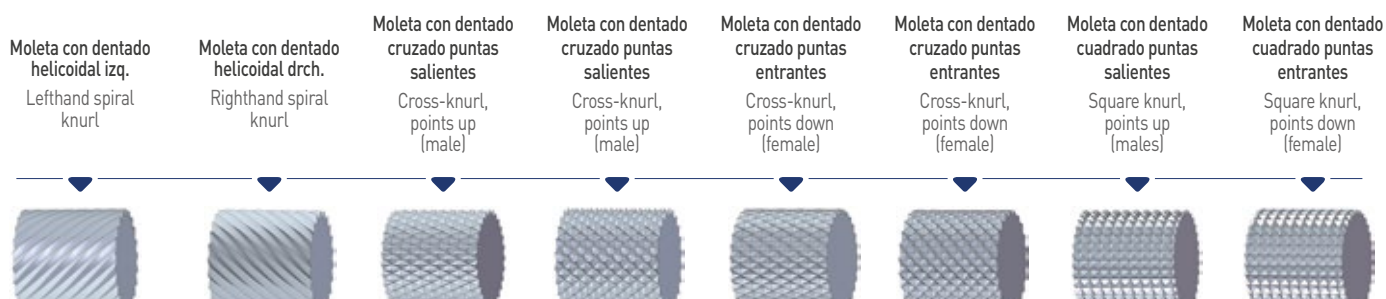 Moleta con dentado
helicoidal izq.
Lefthand spiral
knurl
Moleta con dentado
helicoidal drch.
Righthand spiral
knurl
Moleta con dentado
cruzado puntas
salientes
Cross-knurl,
points up
(male)
Moleta con dentado
cruzado puntas
salientes
Cross-knurl,
points up
(male)
Moleta con dentado
cruzado puntas
entrantes
Cross-knurl,
points down
(female)
Moleta con dentado
cruzado puntas
entrantes
Cross-knurl,
points down
(female)
Moleta con dentado
cuadrado puntas
salientes
Square knurl,
points up
(males)
Moleta con dentado
cuadrado puntas
entrantes
Square knurl,
points down
(female)